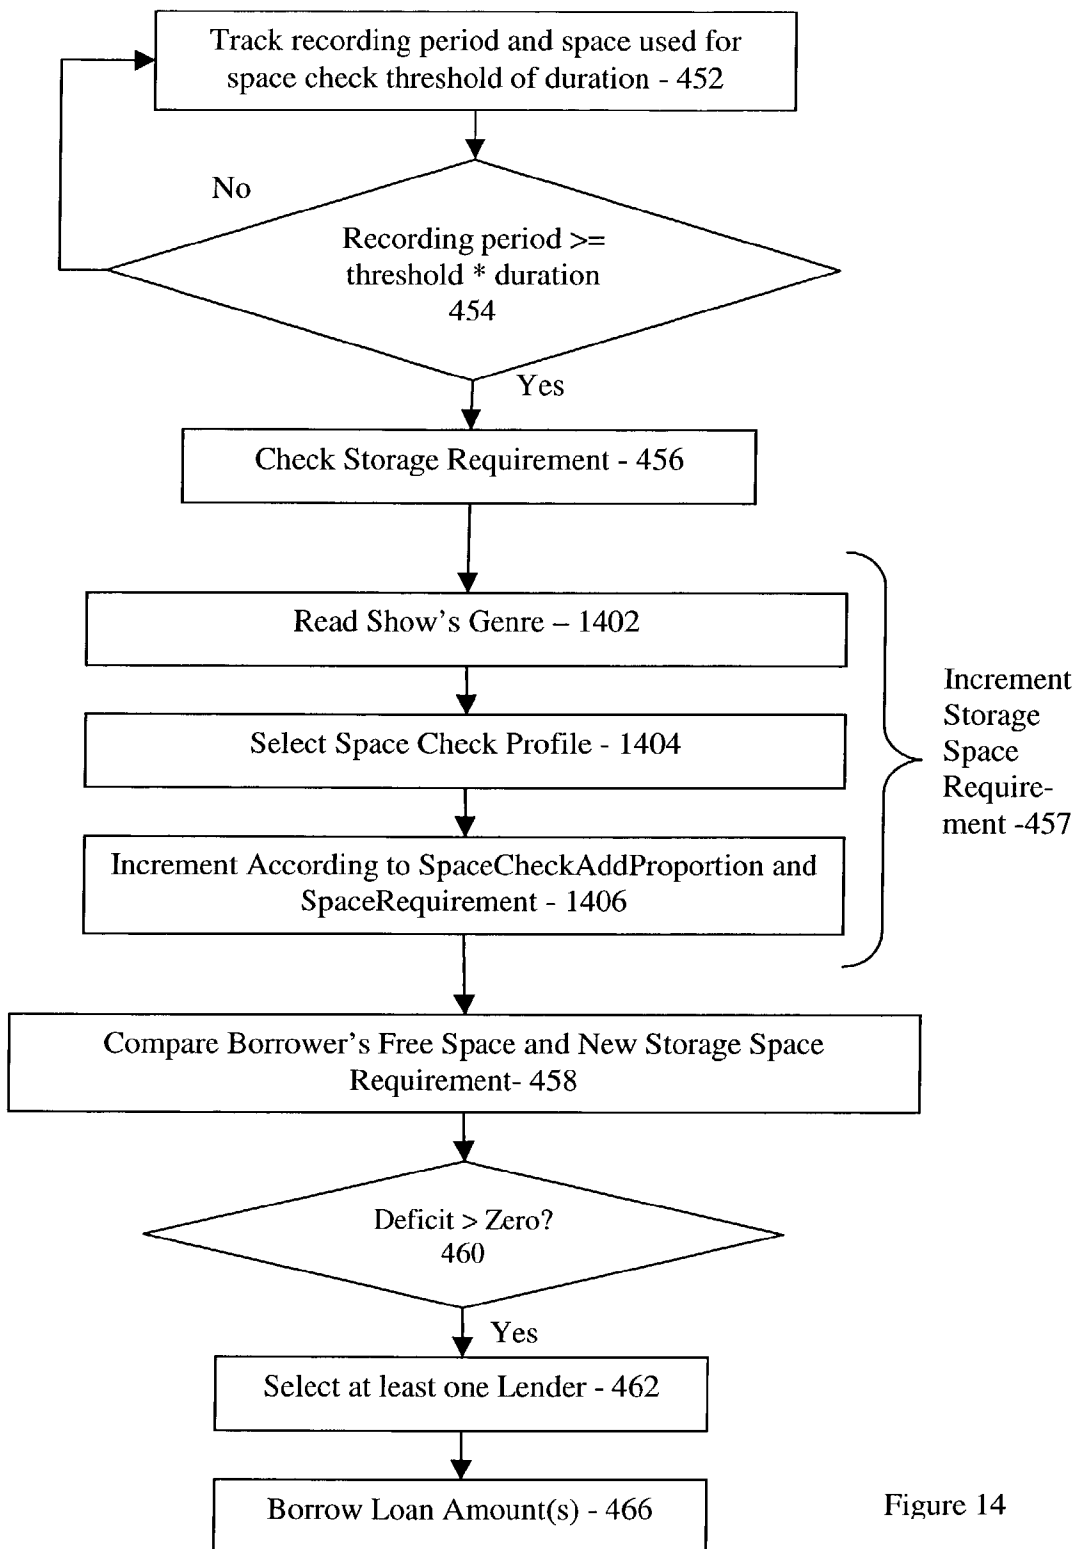 Track recording period and space used for
space check threshold of duration - 452
No
Recording period >=
threshold * duration
454
Yes
Check Storage Requirement - 456
Read Show's Genre – 1402
Select Space Check Profile - 1404
Increment According to SpaceCheckAddProportion and
SpaceRequirement - 1406
Increment
Storage
Space
Require-
ment -457
Compare Borrower's Free Space and New Storage Space
Requirement- 458
Deficit > Zero?
460
Yes
Select at least one Lender - 462
Borrow Loan Amount(s) - 466
Figure 14